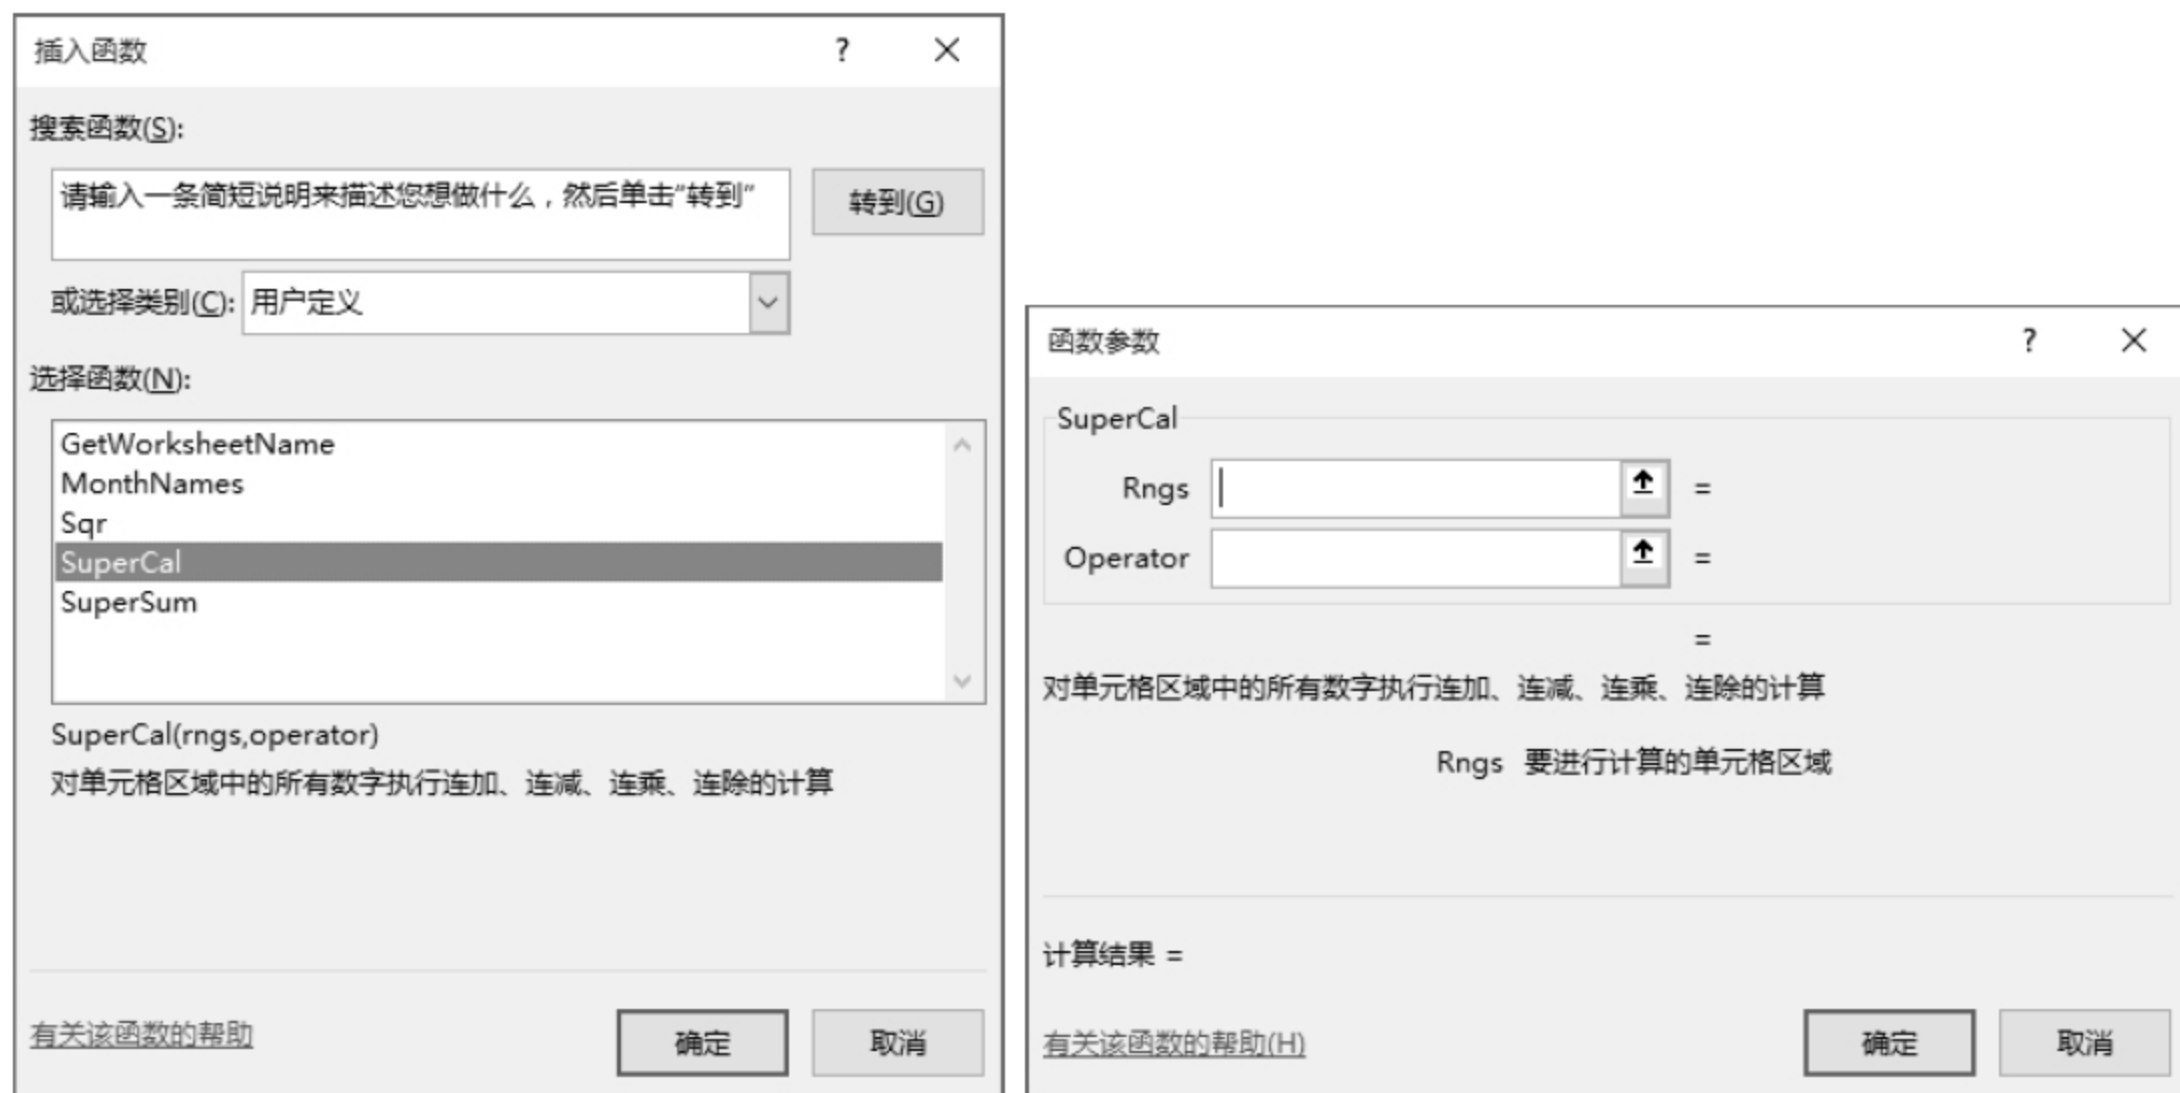 插入函数
?
搜索函数(S):
请输入一条简短说明来描述您想做什么，然后单击"转到"
转到(G)
或选择类别(C):
用户定义
选择函数(N):
GetWorksheetName
MonthNames
Sqr
SuperCal
SuperSum
SuperCal(rngs,operator)
对单元格区域中的所有数字执行连加、连减、连乘、连除的计算
有关该函数的帮助
确定
取消
函数参数
?
SuperCal
Rngs =
Operator =
=
对单元格区域中的所有数字执行连加、连减、连乘、连除的计算
Rngs 要进行计算的单元格区域
计算结果 =
有关该函数的帮助(H)
确定
取消